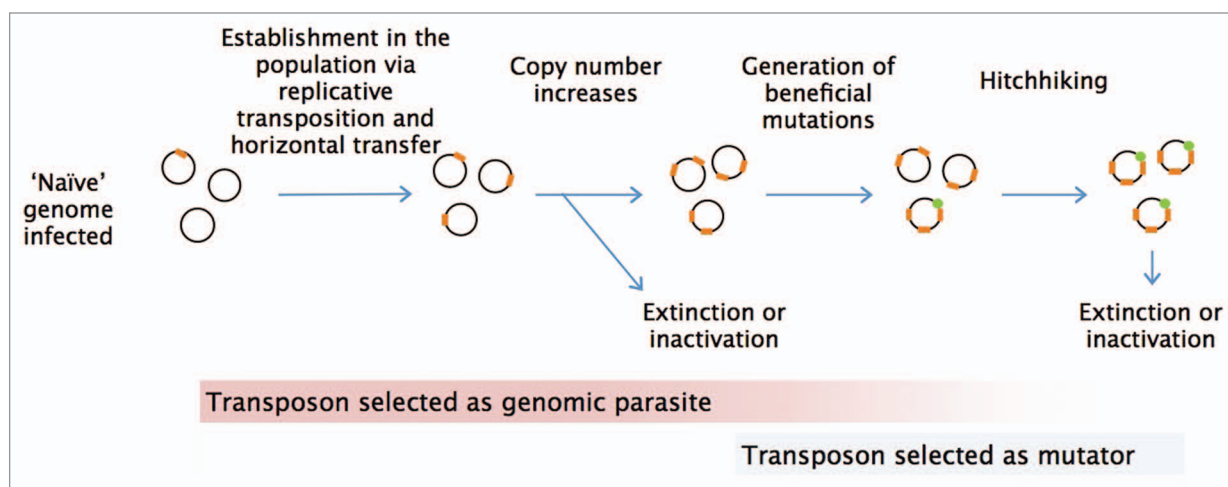 Establishment in the
population via
replicative
transposition and
horizontal transfer
Copy number
increases
Generation of
beneficial
mutations
Hitchhiking
‘Naïve’
genome
infected
Extinction or
inactivation
Extinction or
inactivation
Transposon selected as genomic parasite
Transposon selected as mutator